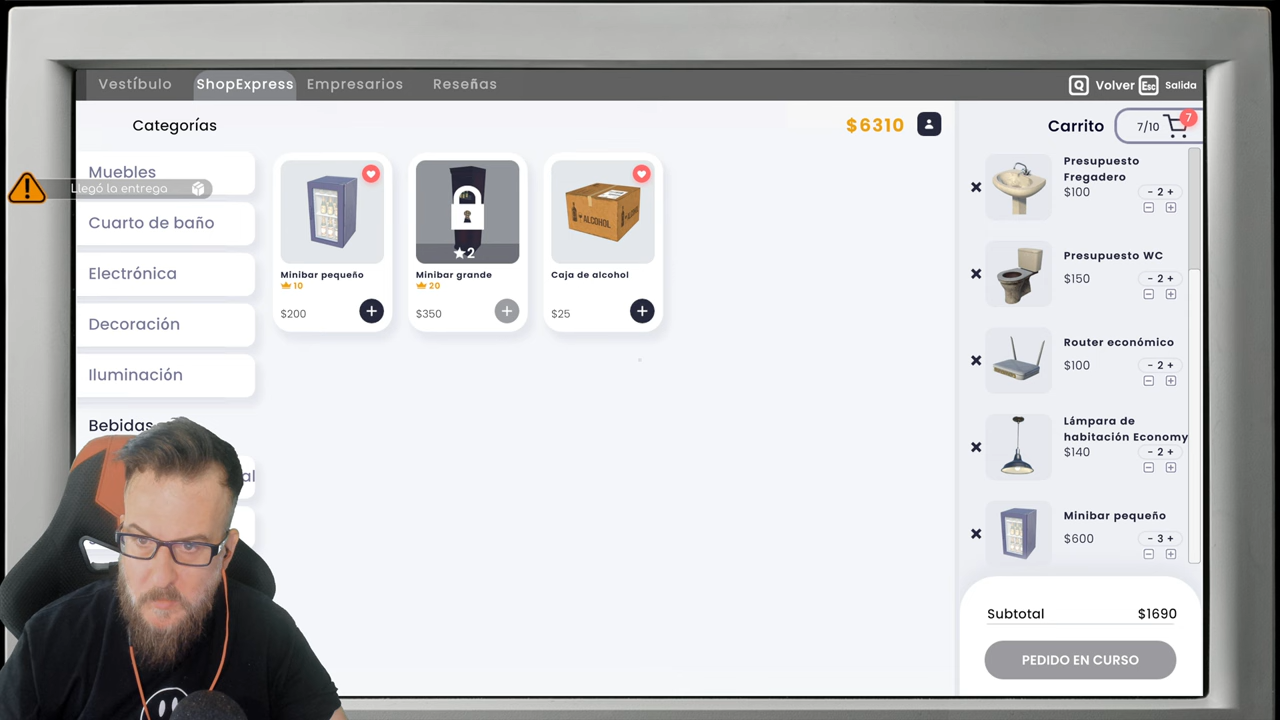 Vestíbulo
ShopExpress
Empresarios
Reseñas
Q Volver Esc Salida
Categorías
$6310
Carrito
7/10
7
Muebles
Llegó la entrega
Cuarto de baño
Electrónica
Decoración
Iluminación
Bebidas
al
Minibar pequeño
10
$200
2
Minibar grande
20
$350
ALCOHOL
Caja de alcohol
$25
Presupuesto
Fregadero
$100
- 2 +
Presupuesto WC
$150
- 2 +
Router económico
$100
- 2 +
Lámpara de
habitación Economy
$140
- 2 +
Minibar pequeño
$600
- 3 +
Subtotal
$1690
PEDIDO EN CURSO